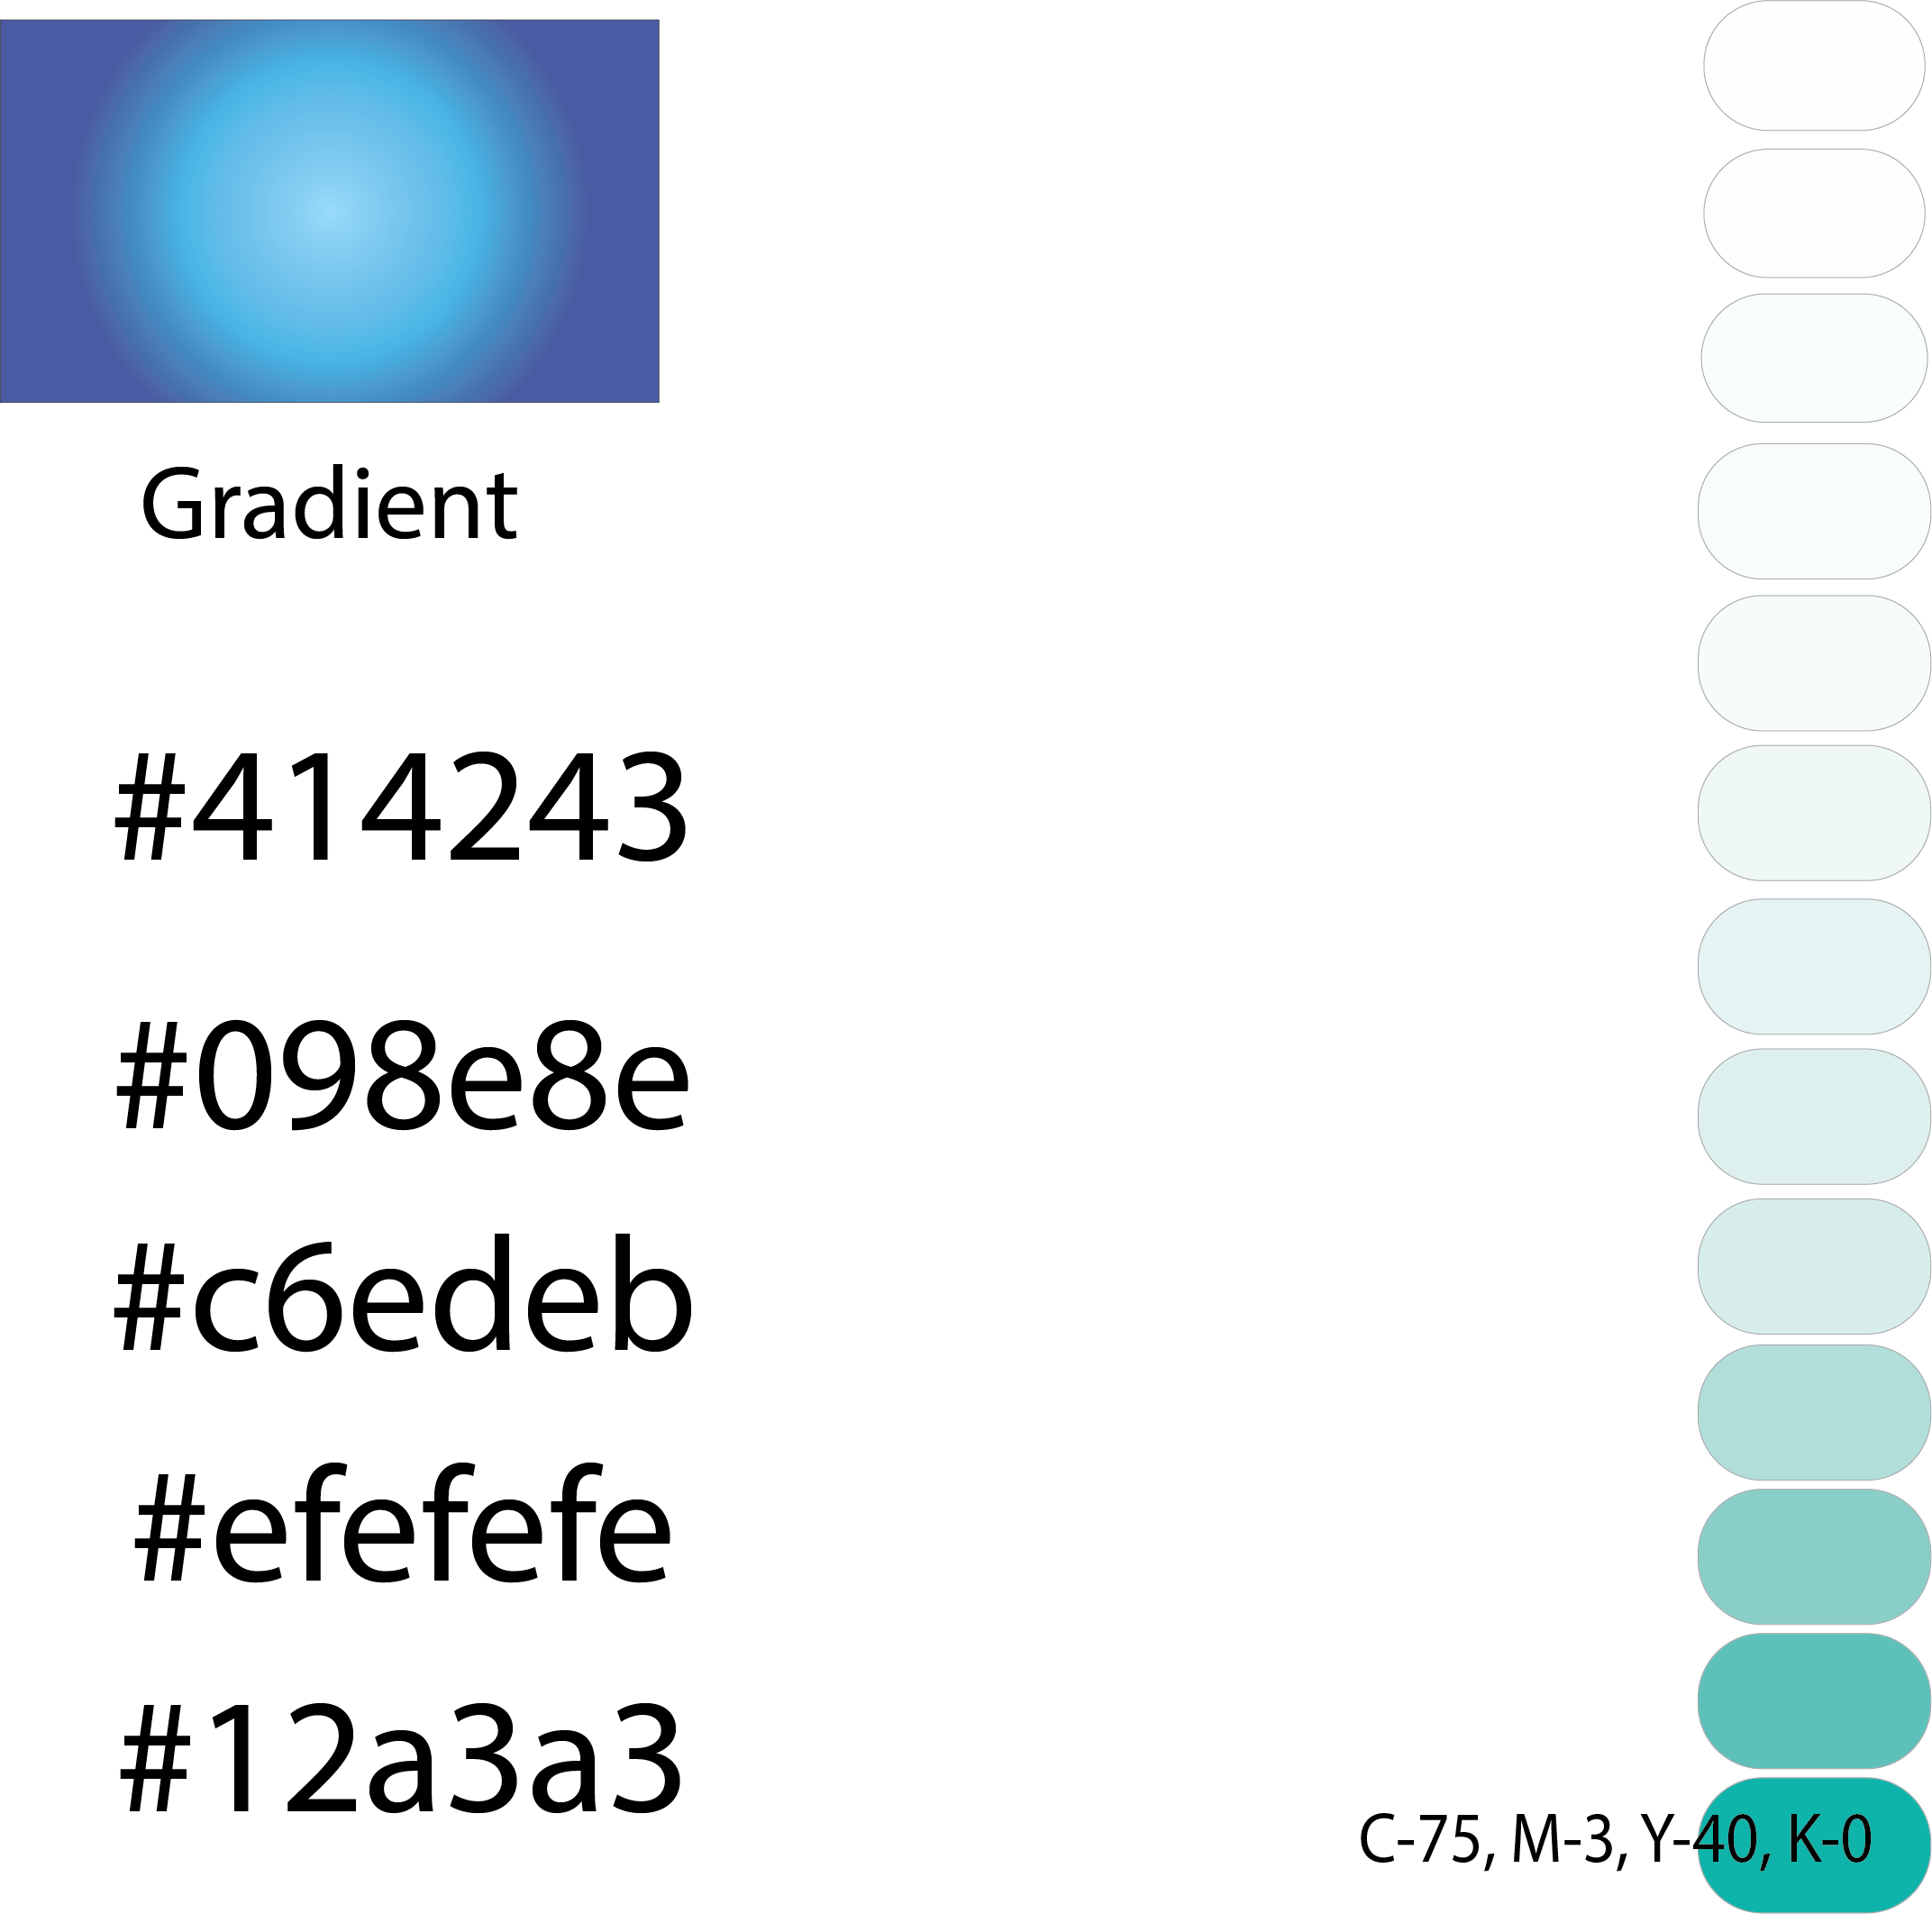 Gradient
#414243
#098e8e
#c6edeb
#efefefe
#12a3a3
C-75, M-3, Y-40, K-0